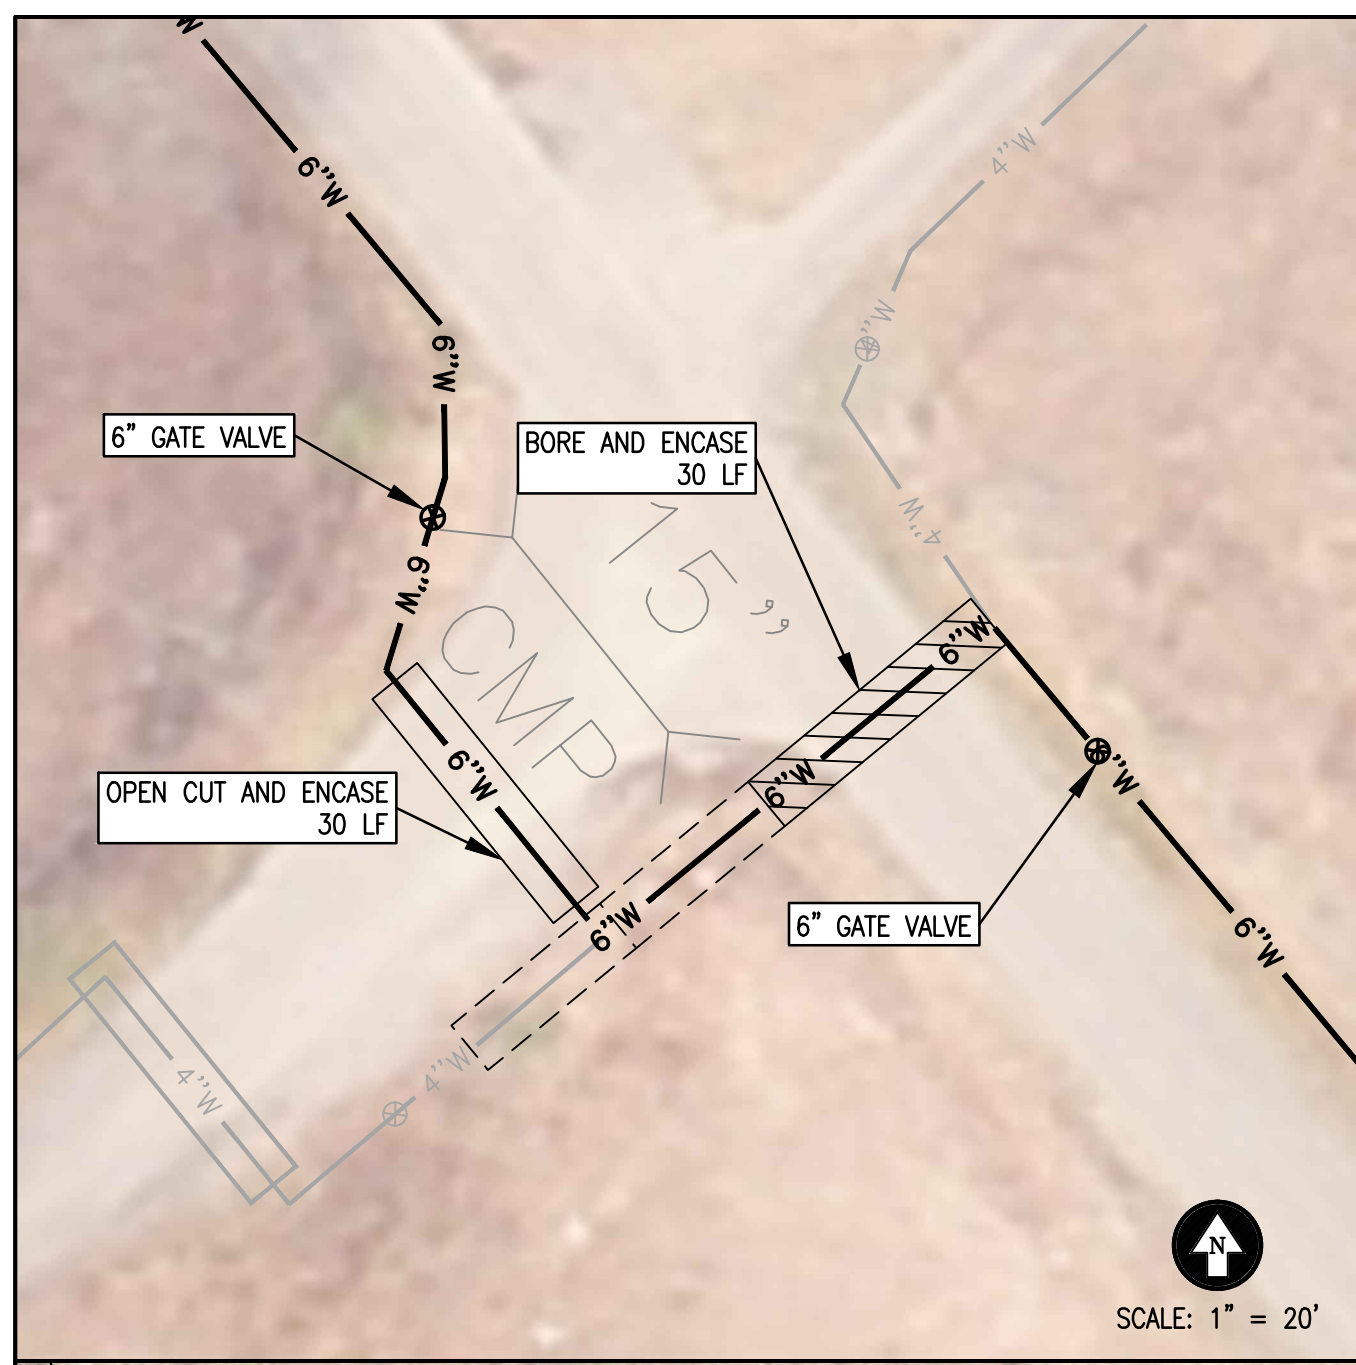 W
6"W
4"W
4"W
6"W
6" GATE VALVE
BORE AND ENCASE
30 LF
15"
CMP
4"W
6"W
6"W
6"W
6"W
6"W
OPEN CUT AND ENCASE
30 LF
6"W
6" GATE VALVE
6"W
4"W
4"W
N
SCALE: 1" = 20'